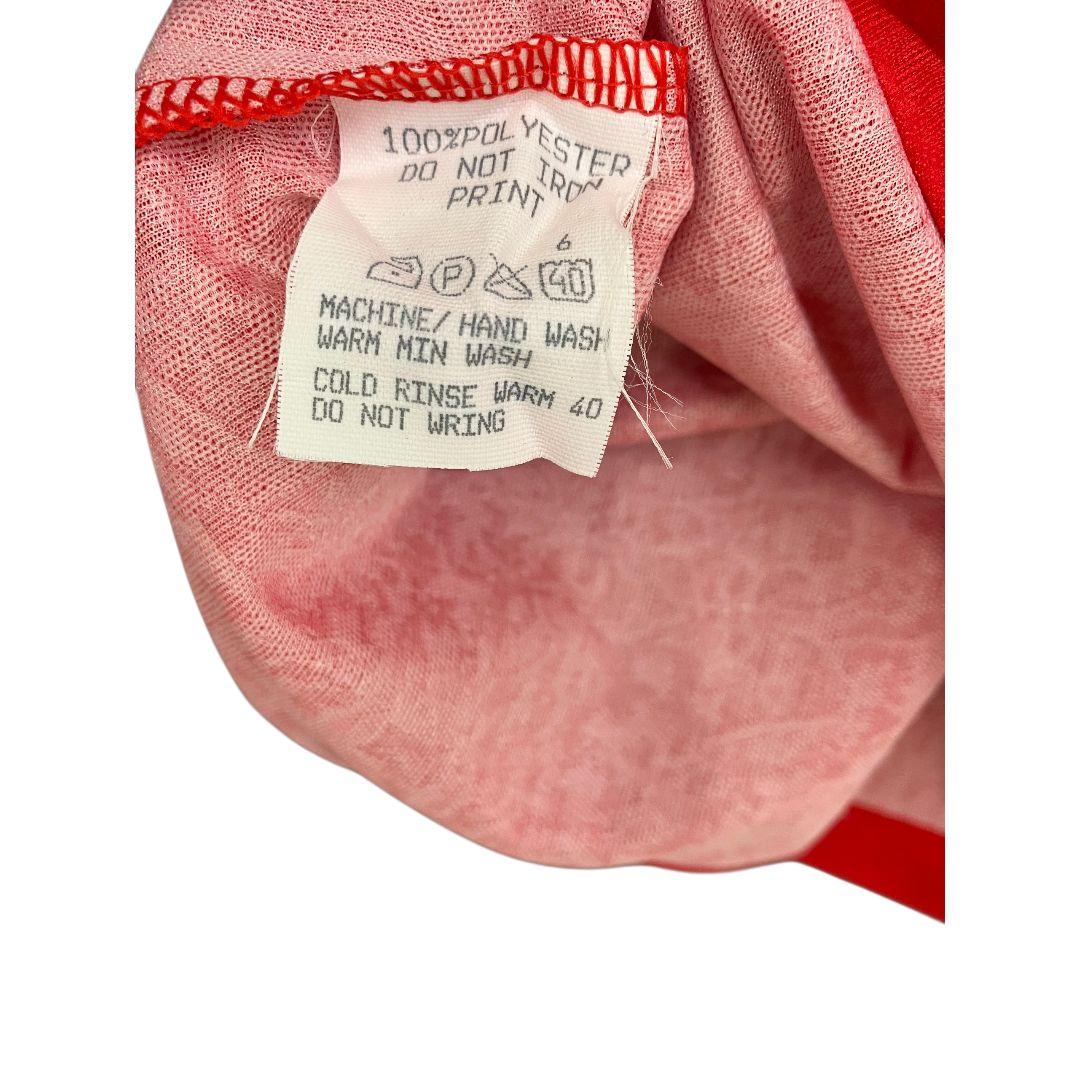 100%POLYESTER
DO NOT IRON
PRINT
6
P 40
MACHINE/HAND WASH
WARM MIN WASH
COLD RINSE WARM 40
DO NOT WRING